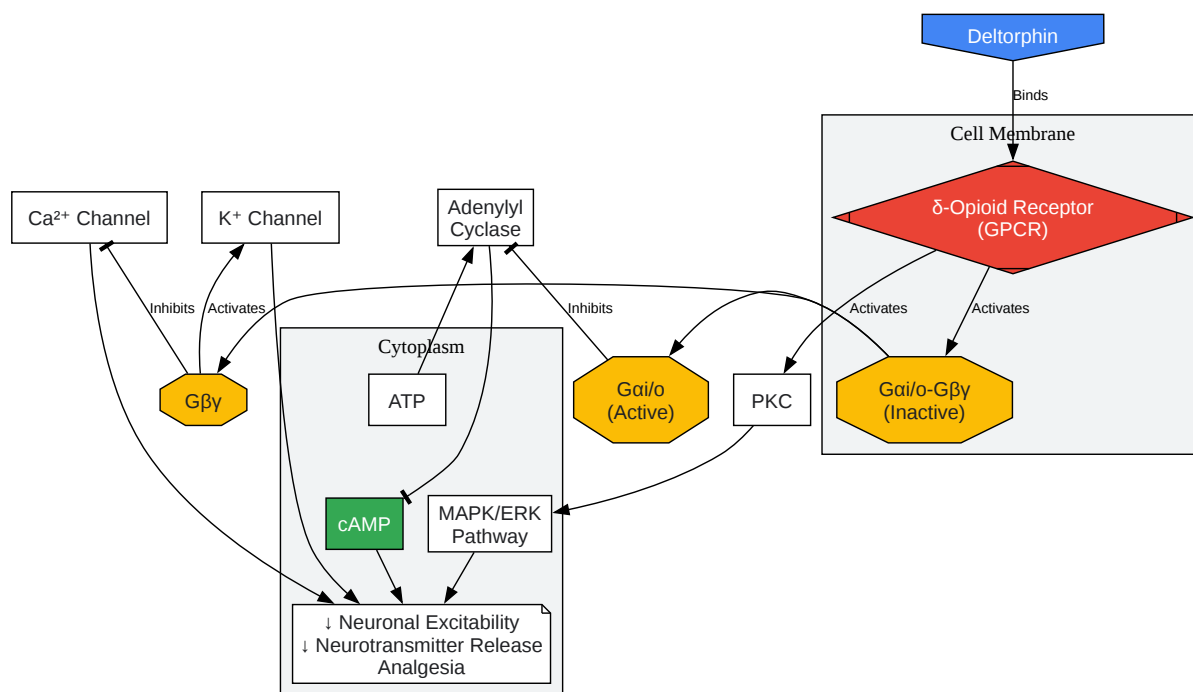 Deltorphin
Binds
Cell Membrane
δ-Opioid Receptor
(GPCR)
Ca²⁺ Channel
K⁺ Channel
Adenylyl
Cyclase
Inhibits
Activates
Inhibits
Activates
Activates
Cytoplasm
Gβγ
ATP
Gαi/o
(Active)
PKC
Gαi/o-Gβγ
(Inactive)
cAMP
MAPK/ERK
Pathway
↓ Neuronal Excitability
↓ Neurotransmitter Release
Analgesia